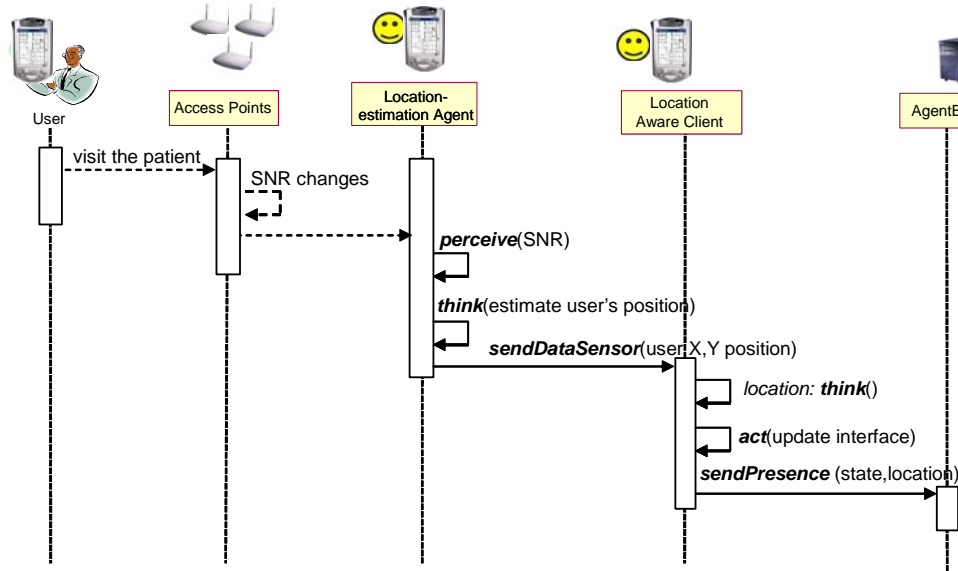 User
Access Points
Location-
estimation Agent
Location
Aware Client
AgentB
visit the patient
SNR changes
perceive(SNR)
think(estimate user's position)
sendDataSensor(user X,Y position)
location: think()
act(update interface)
sendPresence (state,location)